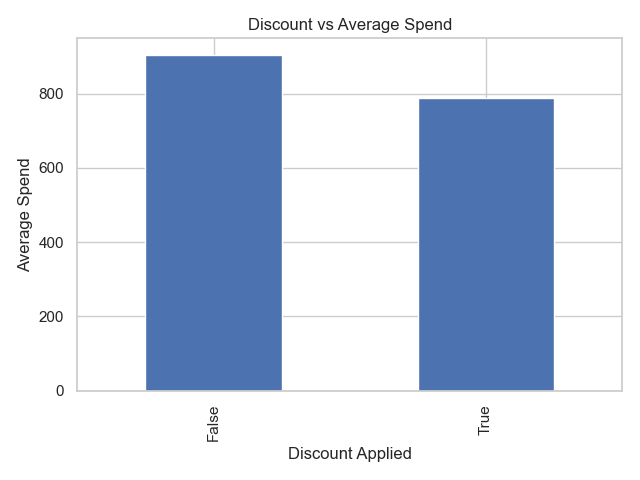 Discount vs Average Spend
Average Spend
800
600
400
200
0
False
True
Discount Applied